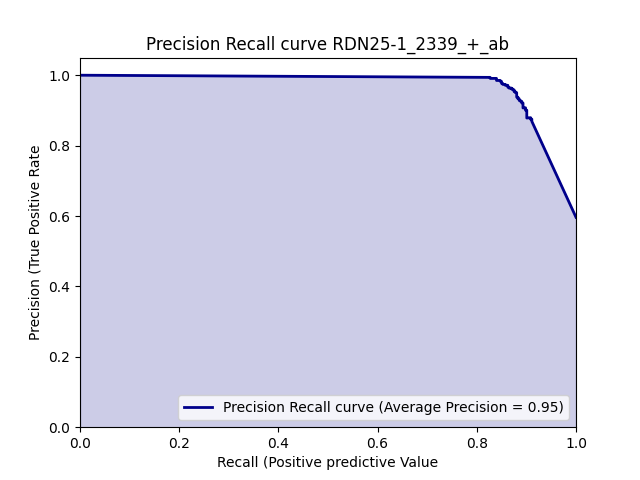 Precision Recall curve RDN25-1_2339_+_ab
Precision (True Positive Rate
1.0
0.8
0.6
0.4
0.2
0.0
Precision Recall curve (Average Precision = 0.95)
0.0 0.2 0.4 0.6 0.8 1.0
Recall (Positive predictive Value